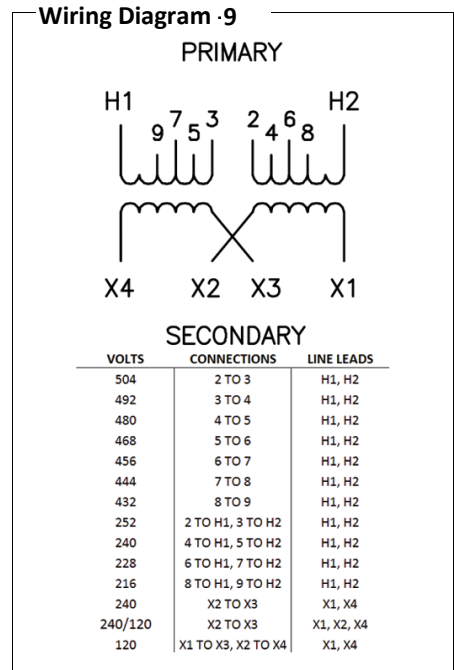 Wiring Diagram -9
PRIMARY
H1 H2
9 7 5 3 2 4 6 8
X4 X2 X3 X1
SECONDARY
VOLTS CONNECTIONS LINE LEADS
504 2 TO 3 H1, H2
492 3 TO 4 H1, H2
480 4 TO 5 H1, H2
468 5 TO 6 H1, H2
456 6 TO 7 H1, H2
444 7 TO 8 H1, H2
432 8 TO 9 H1, H2
252 2 TO H1, 3 TO H2 H1, H2
240 4 TO H1, 5 TO H2 H1, H2
228 6 TO H1, 7 TO H2 H1, H2
216 8 TO H1, 9 TO H2 H1, H2
240 X2 TO X3 X1, X4
240/120 X2 TO X3 X1, X2, X4
120 X1 TO X3, X2 TO X4 X1, X4